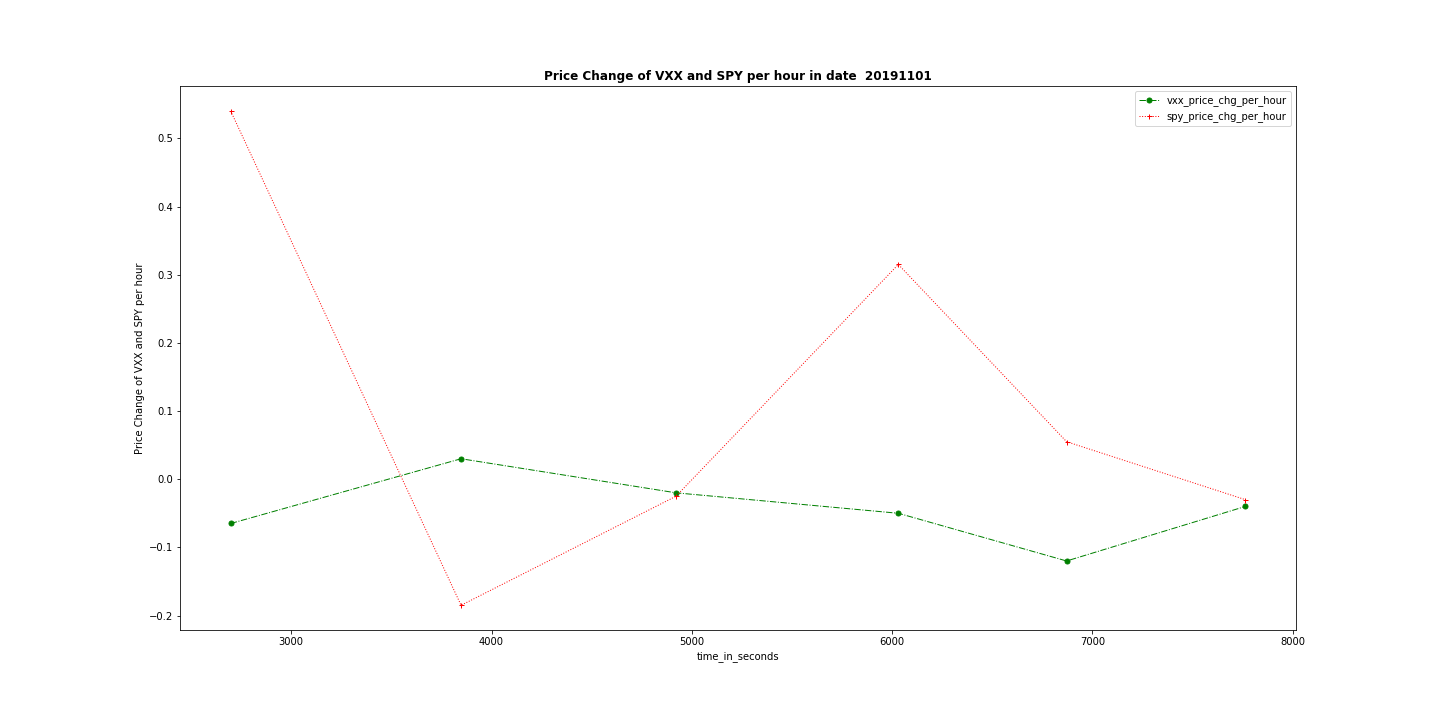 Price Change of VXX and SPY per hour in date  20191101
vxx_price_chg_per_hour
spy_price_chg_per_hour
Price Change of VXX and SPY per hour
0.5
0.4
0.3
0.2
0.1
0.0
−0.1
−0.2
3000 4000 5000 6000 7000 8000
time_in_seconds